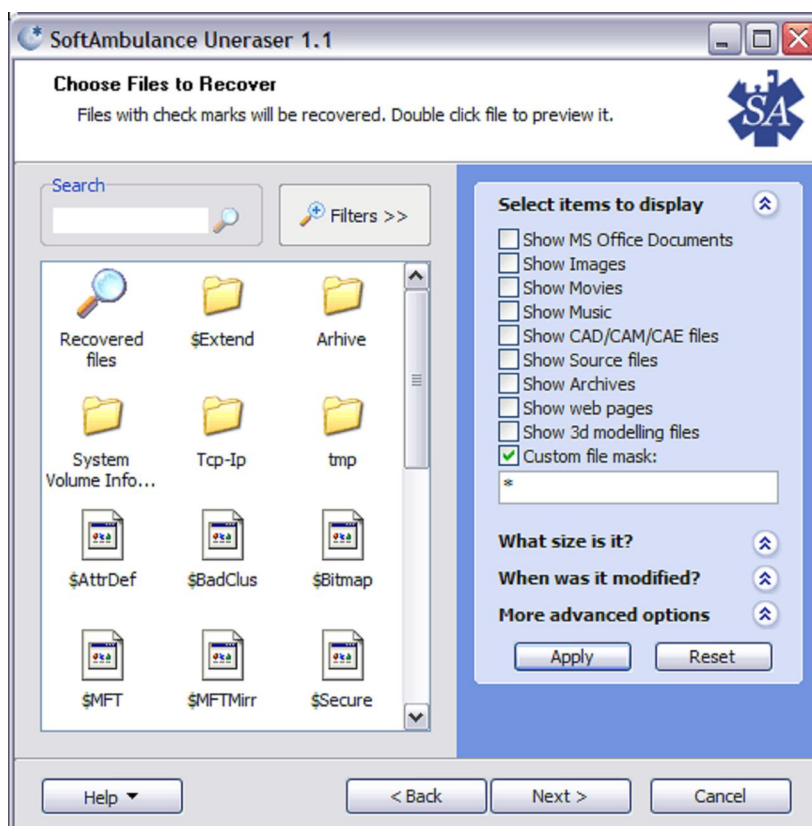 SoftAmbulance Uneraser 1.1
Choose Files to Recover
Files with check marks will be recovered. Double click file to preview it.
SA
Search
Filters >>
Recovered
files
$Extend
Arhive
System
Volume Info...
Tcp-Ip
tmp
$AttrDef
$BadClus
$Bitmap
$MFT
$MFTMirr
$Secure
Select items to display
Show MS Office Documents
Show Images
Show Movies
Show Music
Show CAD/CAM/CAE files
Show Source files
Show Archives
Show web pages
Show 3d modelling files
Custom file mask:
*
What size is it?
When was it modified?
More advanced options
Apply
Reset
Help
< Back
Next >
Cancel